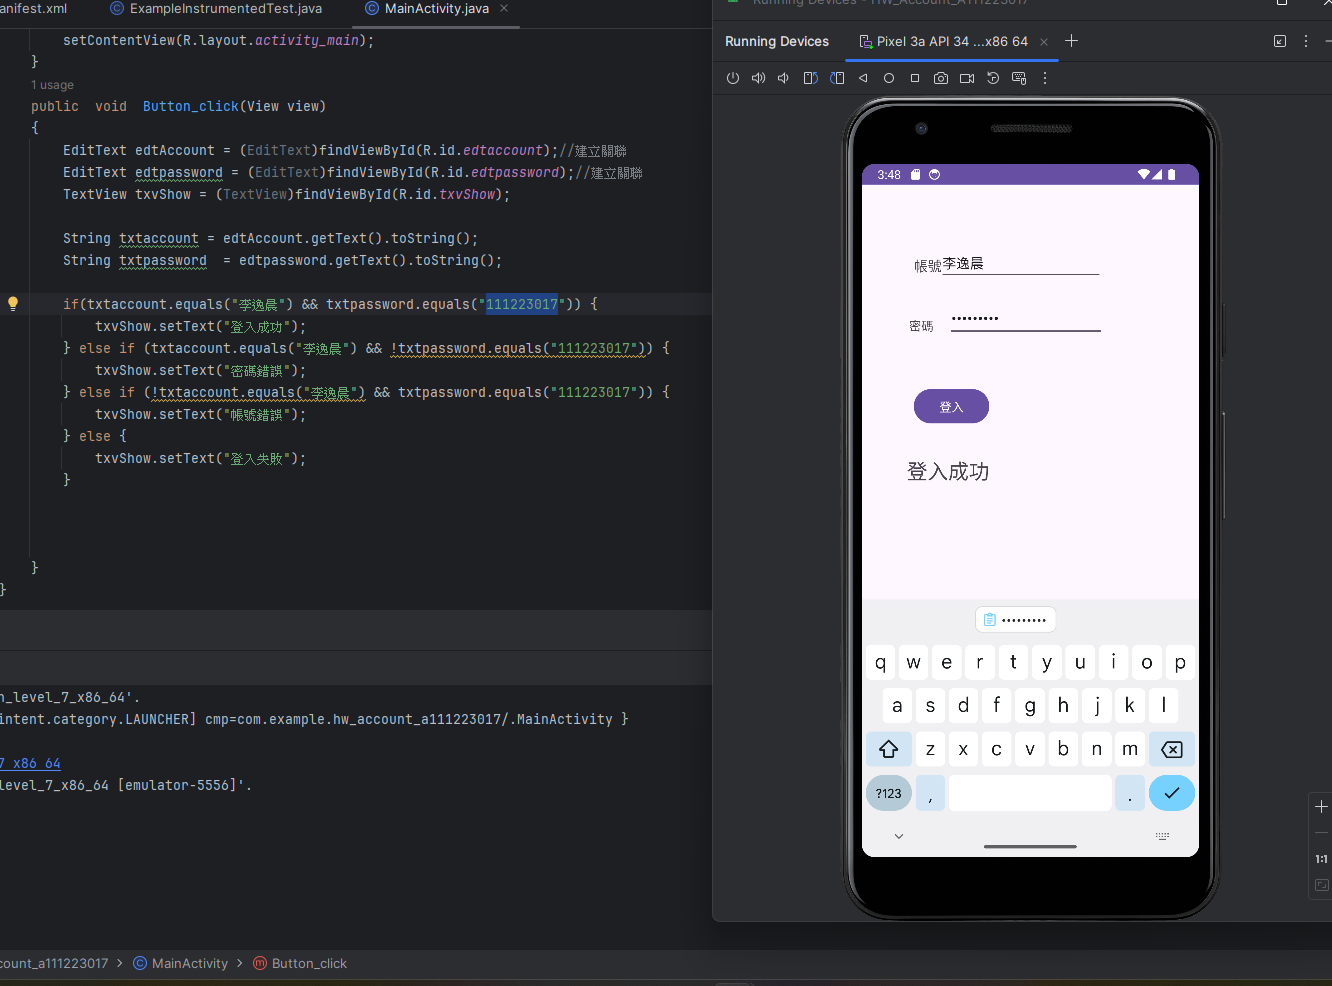 anifest.xml
ExampleInstrumentedTest.java
MainActivity.java
setContentView(R.layout.activity_main);
}
1 usage
public void Button_click(View view)
{
EditText edtAccount = (EditText)findViewById(R.id.edtaccount);//建立關聯
EditText edtpassword = (EditText)findViewById(R.id.edtpassword);//建立關聯
TextView txvShow = (TextView)findViewById(R.id.txvShow);
String txtaccount = edtAccount.getText().toString();
String txtpassword = edtpassword.getText().toString();
if(txtaccount.equals("李逸晨") && txtpassword.equals("111223017")) {
txvShow.setText("登入成功");
} else if (txtaccount.equals("李逸晨") && !txtpassword.equals("111223017")) {
txvShow.setText("密碼錯誤");
} else if (!txtaccount.equals("李逸晨") && txtpassword.equals("111223017")) {
txvShow.setText("帳號錯誤");
} else {
txvShow.setText("登入失敗");
}
}
}
n_level_7_x86_64'.
intent.category.LAUNCHER] cmp=com.example.hw_account_a111223017/.MainActivity }
7_x86_64
level_7_x86_64 [emulator-5556]'.
count_a111223017 > MainActivity > Button_click
Running Devices - HW_Account_A111223017
Running Devices
Pixel 3a API 34 ...x86 64
3:48
帳號李逸晨
密碼 •••••••••
登入
登入成功
•••••••••
q w e r t y u i o p
a s d f g h j k l
z x c v b n m
?123 , .
1:1